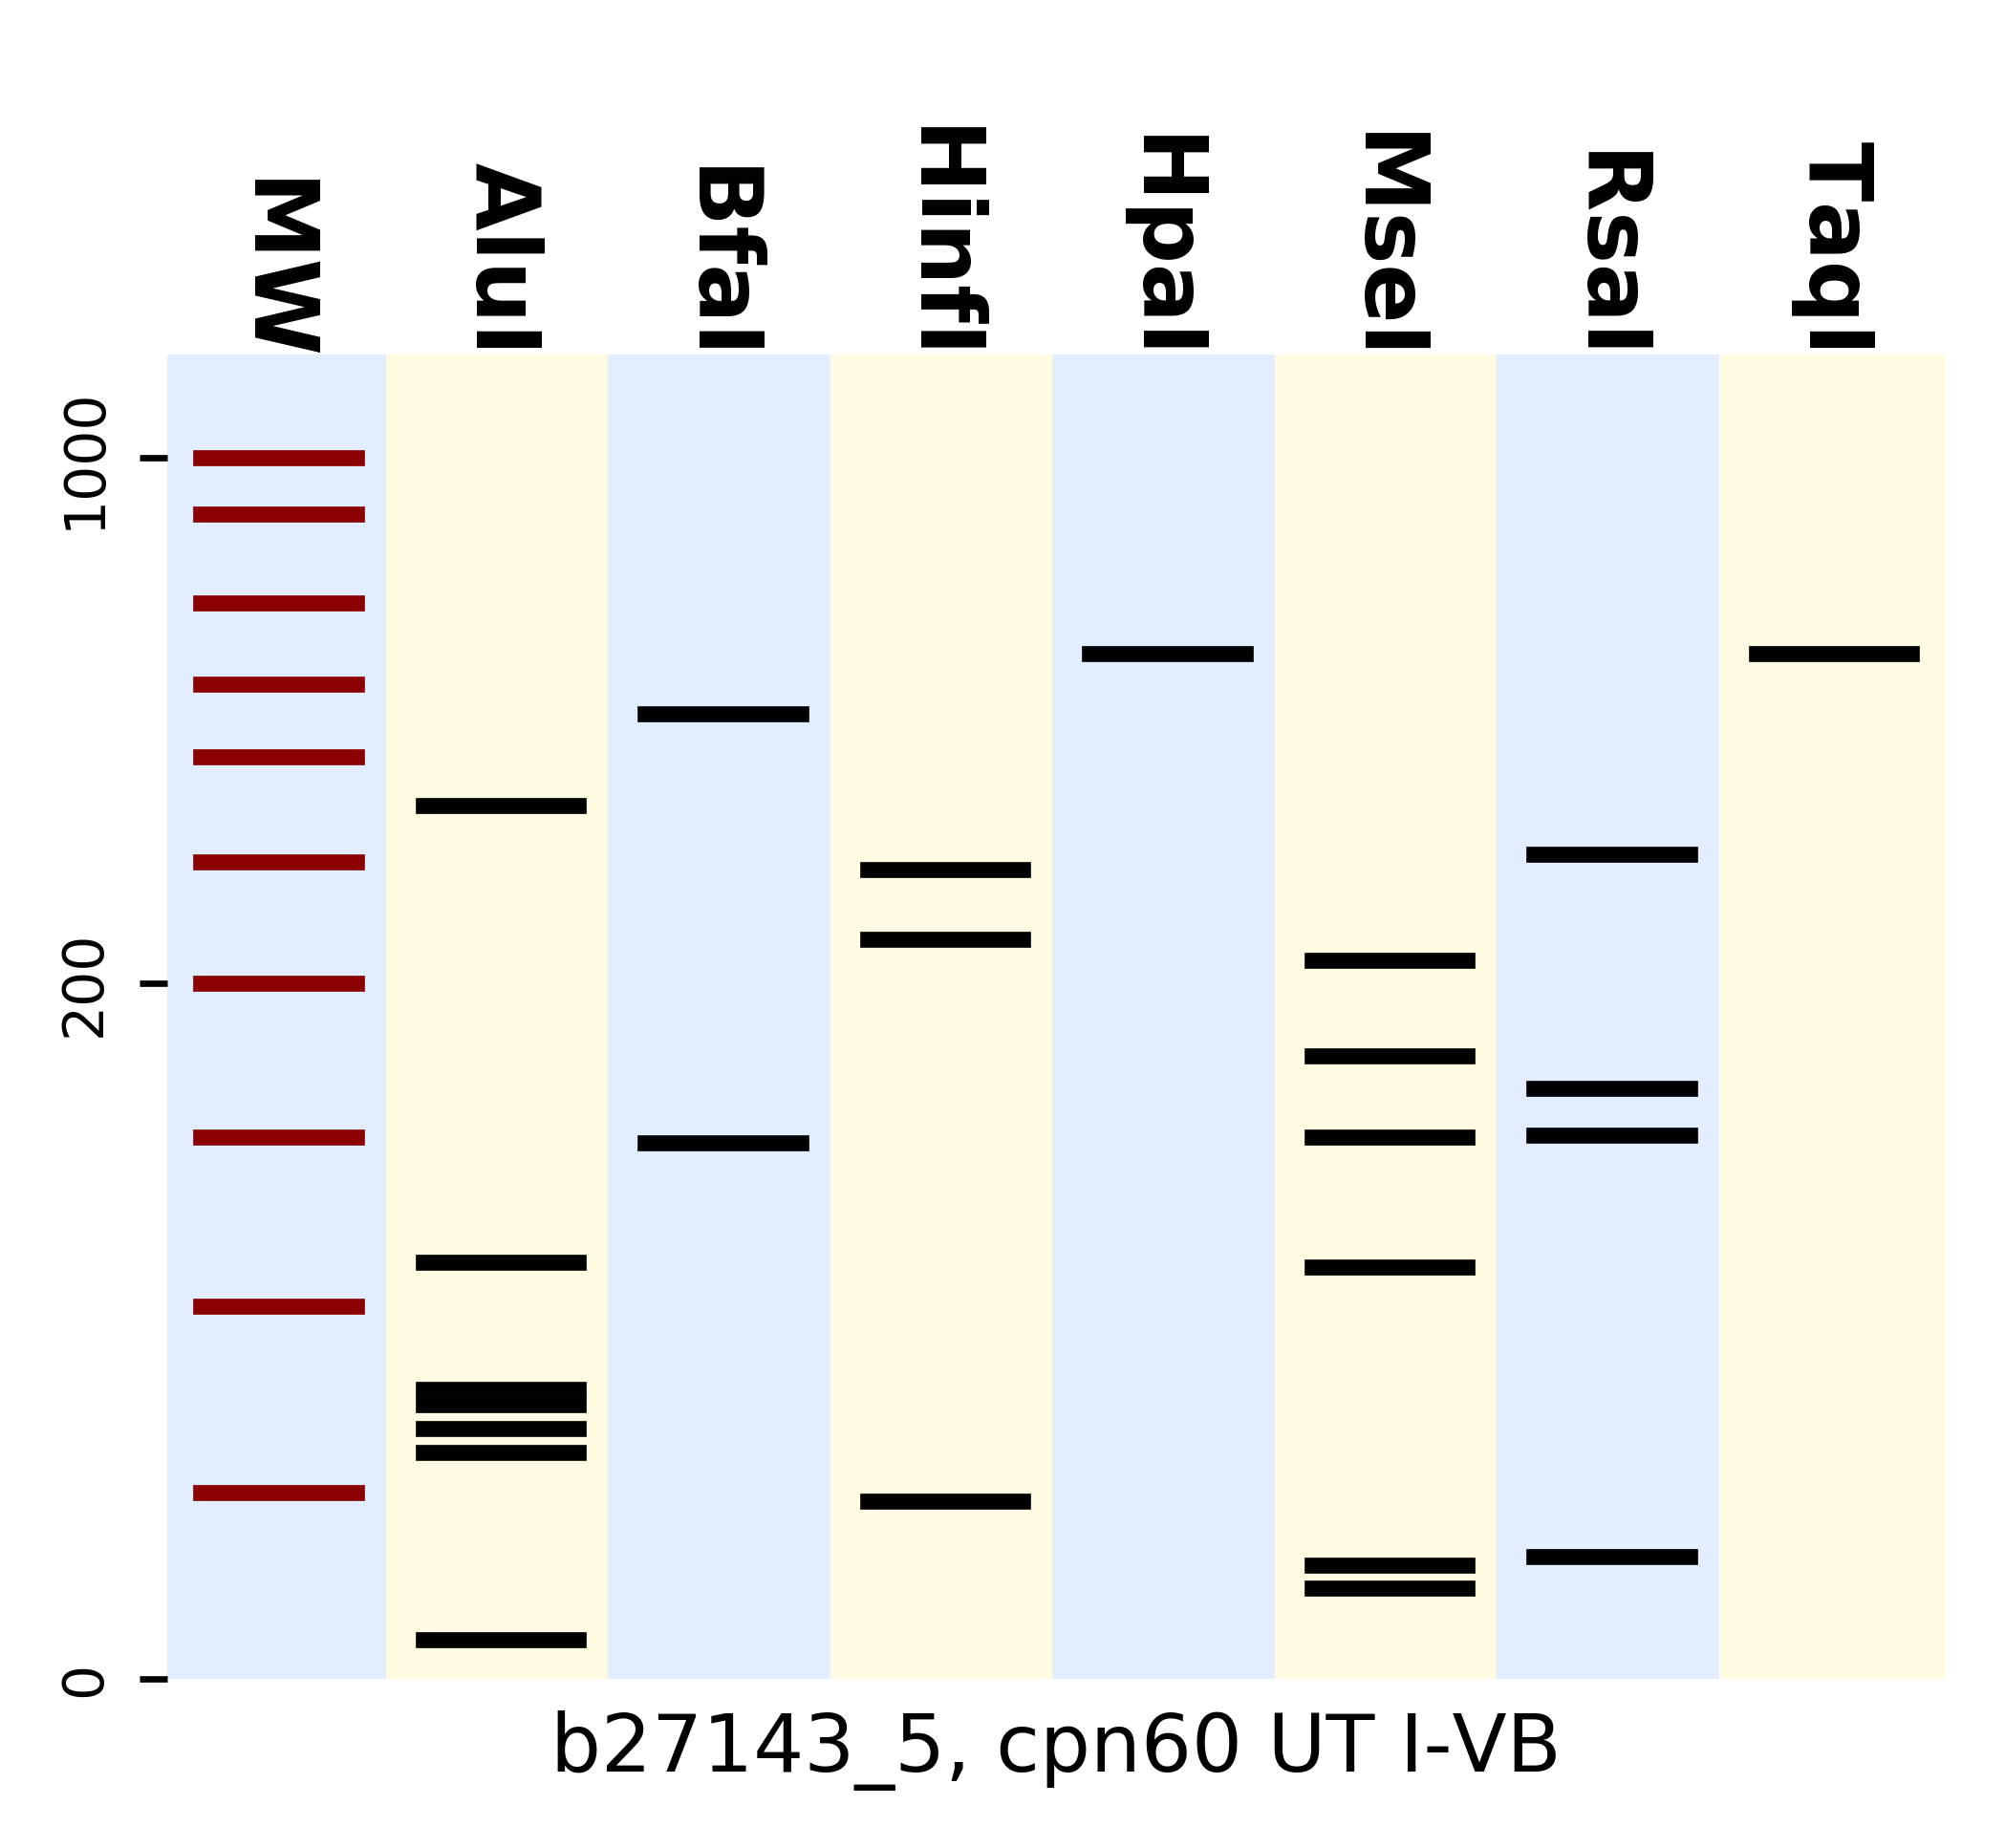 MW
AluI
BfaI
HinfI
HpaI
MseI
RsaI
TaqI
1000
200
0
b27143_5, cpn60 UT I-VB